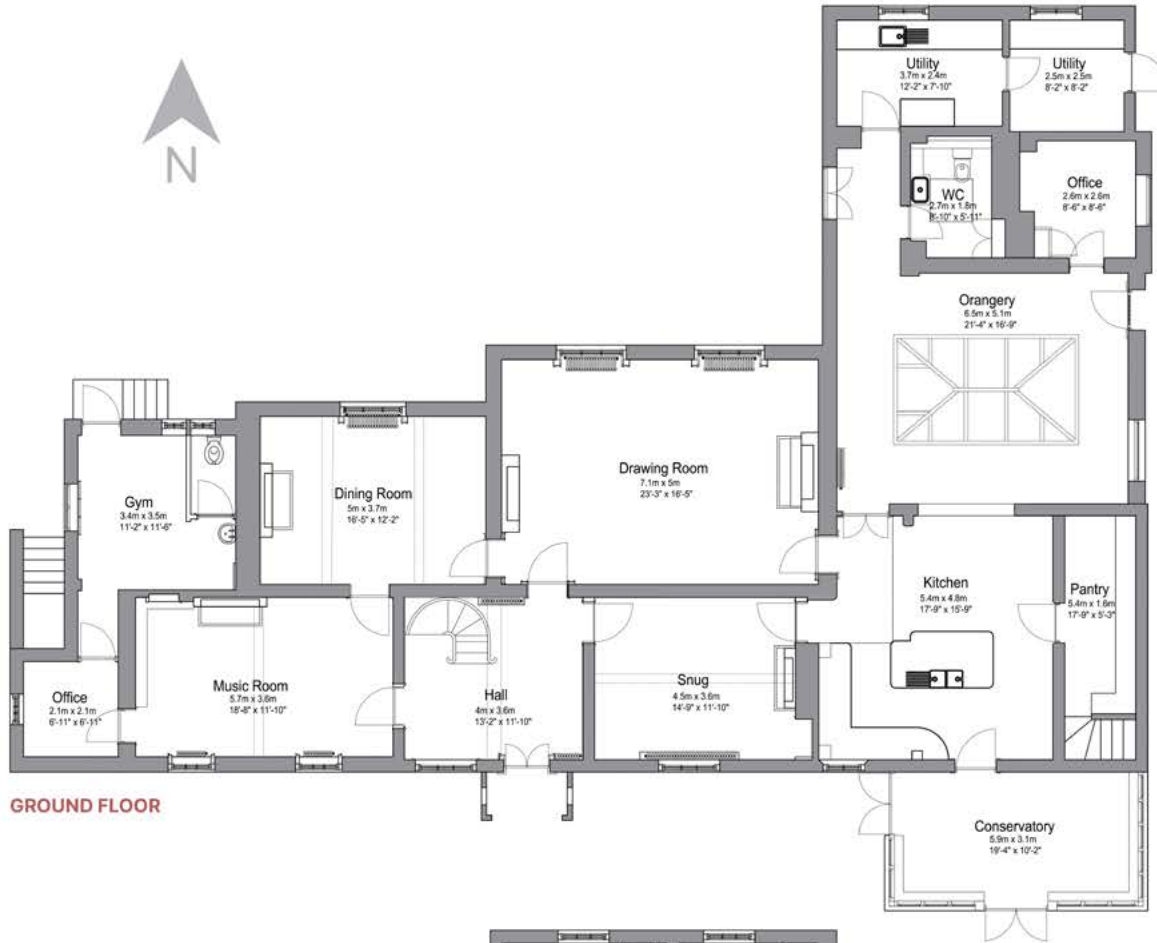 N
Utility
3.7m x 2.4m
12'-2" x 7'-10"
Utility
2.5m x 2.5m
8'-2" x 8'-2"
WC
2.7m x 1.8m
8'-10" x 5'-11"
Office
2.6m x 2.6m
8'-6" x 8'-6"
Orangery
6.5m x 5.1m
21'-4" x 16'-9"
Drawing Room
7.1m x 5m
23'-3" x 16'-5"
Dining Room
5m x 3.7m
16'-5" x 12'-2"
Gym
3.4m x 3.5m
11'-2" x 11'-6"
Kitchen
5.4m x 4.8m
17'-9" x 15'-9"
Pantry
5.4m x 1.6m
17'-9" x 5'-3"
Office
2.1m x 2.1m
6'-11" x 6'-11"
Music Room
5.7m x 3.6m
18'-8" x 11'-10"
Hall
4m x 3.6m
13'-2" x 11'-10"
Snug
4.5m x 3.6m
14'-9" x 11'-10"
GROUND FLOOR
Conservatory
5.9m x 3.1m
19'-4" x 10'-2"